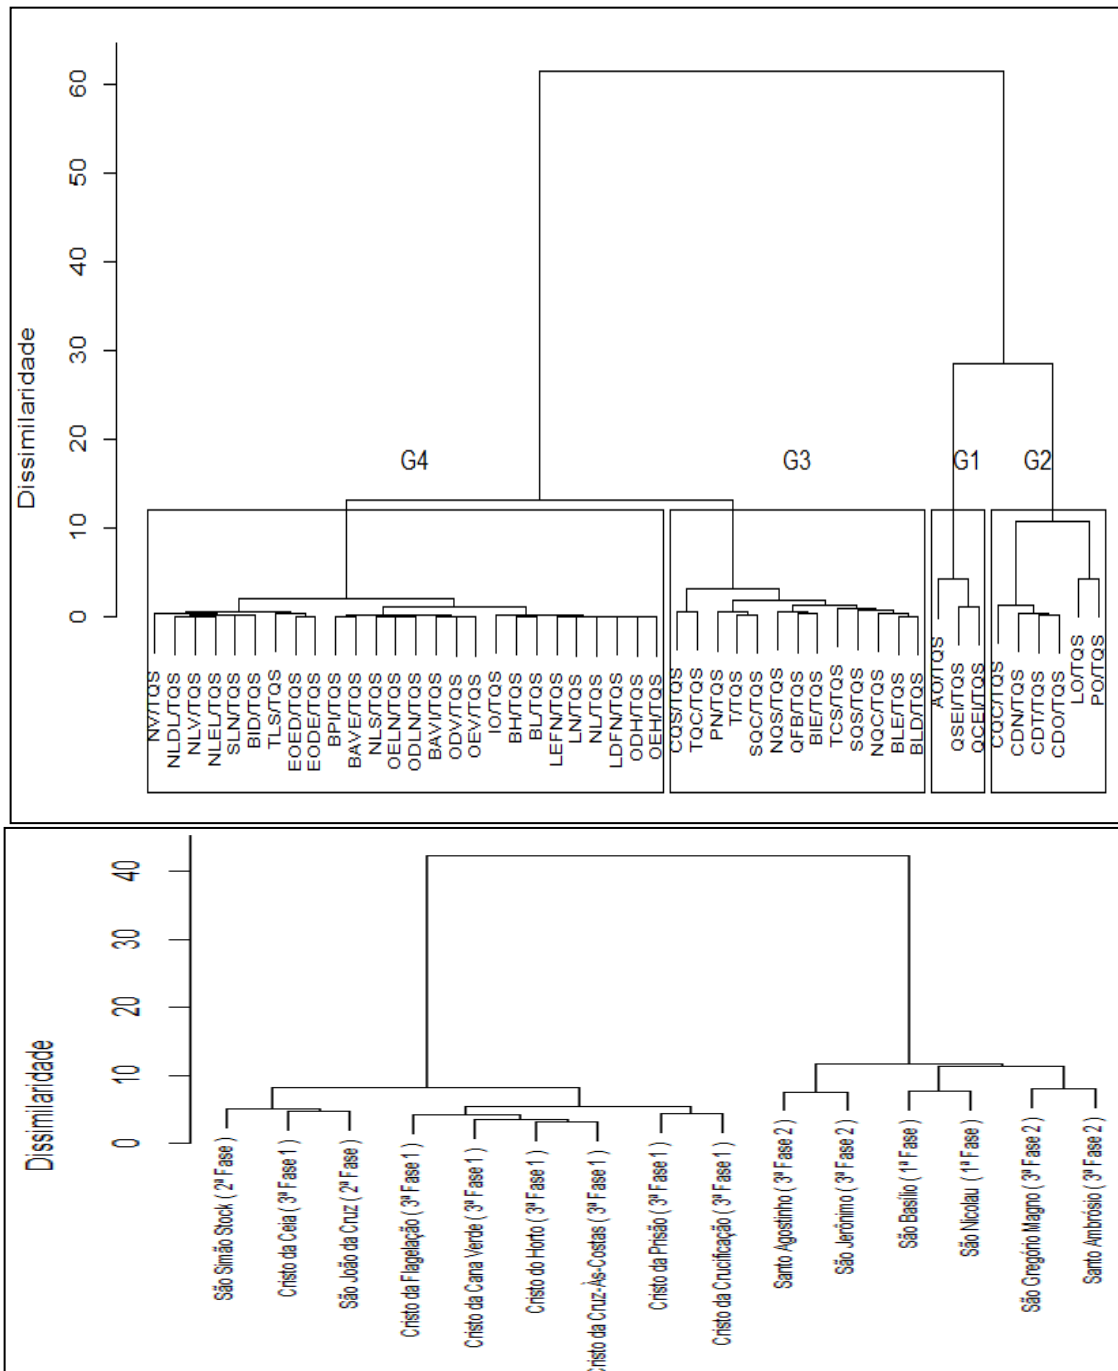 Dissimilaridade
60
50
40
30
20
10
0
G4
G3
G1
G2
NV/TQS
NLDL/TQS
NLV/TQS
NLEL/TQS
SLN/TQS
BID/TQS
TLS/TQS
EOED/TQS
EODE/TQS
BPI/TQS
BAVE/TQS
NLS/TQS
OELN/TQS
ODLN/TQS
BAVI/TQS
ODV/TQS
OEV/TQS
IO/TQS
BH/TQS
BL/TQS
LEFN/TQS
LN/TQS
NL/TQS
LDFN/TQS
ODH/TQS
OEH/TQS
CQS/TQS
TQC/TQS
PN/TQS
T/TQS
SQC/TQS
NQS/TQS
QFB/TQS
BIE/TQS
TCS/TQS
SQS/TQS
NQC/TQS
BLE/TQS
BLD/TQS
AO/TQS
QSEI/TQS
QCEI/TQS
CQC/TQS
CDN/TQS
CDT/TQS
CDO/TQS
LO/TQS
PO/TQS
Dissimilaridade
40
30
20
10
0
São Simão Stock ( 2ª Fase )
Cristo da Ceia ( 3ª Fase 1 )
São João da Cruz ( 2ª Fase )
Cristo da Flagelação ( 3ª Fase 1 )
Cristo da Cana Verde ( 3ª Fase 1 )
Cristo do Horto ( 3ª Fase 1 )
Cristo da Cruz-Às-Costas ( 3ª Fase 1 )
Cristo da Prisão ( 3ª Fase 1 )
Cristo da Crucificação ( 3ª Fase 1 )
Santo Agostinho ( 3ª Fase 2 )
São Jerônimo ( 3ª Fase 2 )
São Basílio ( 1ª Fase )
São Nicolau ( 1ª Fase )
São Gregório Magno ( 3ª Fase 2 )
Santo Ambrósio ( 3ª Fase 2 )